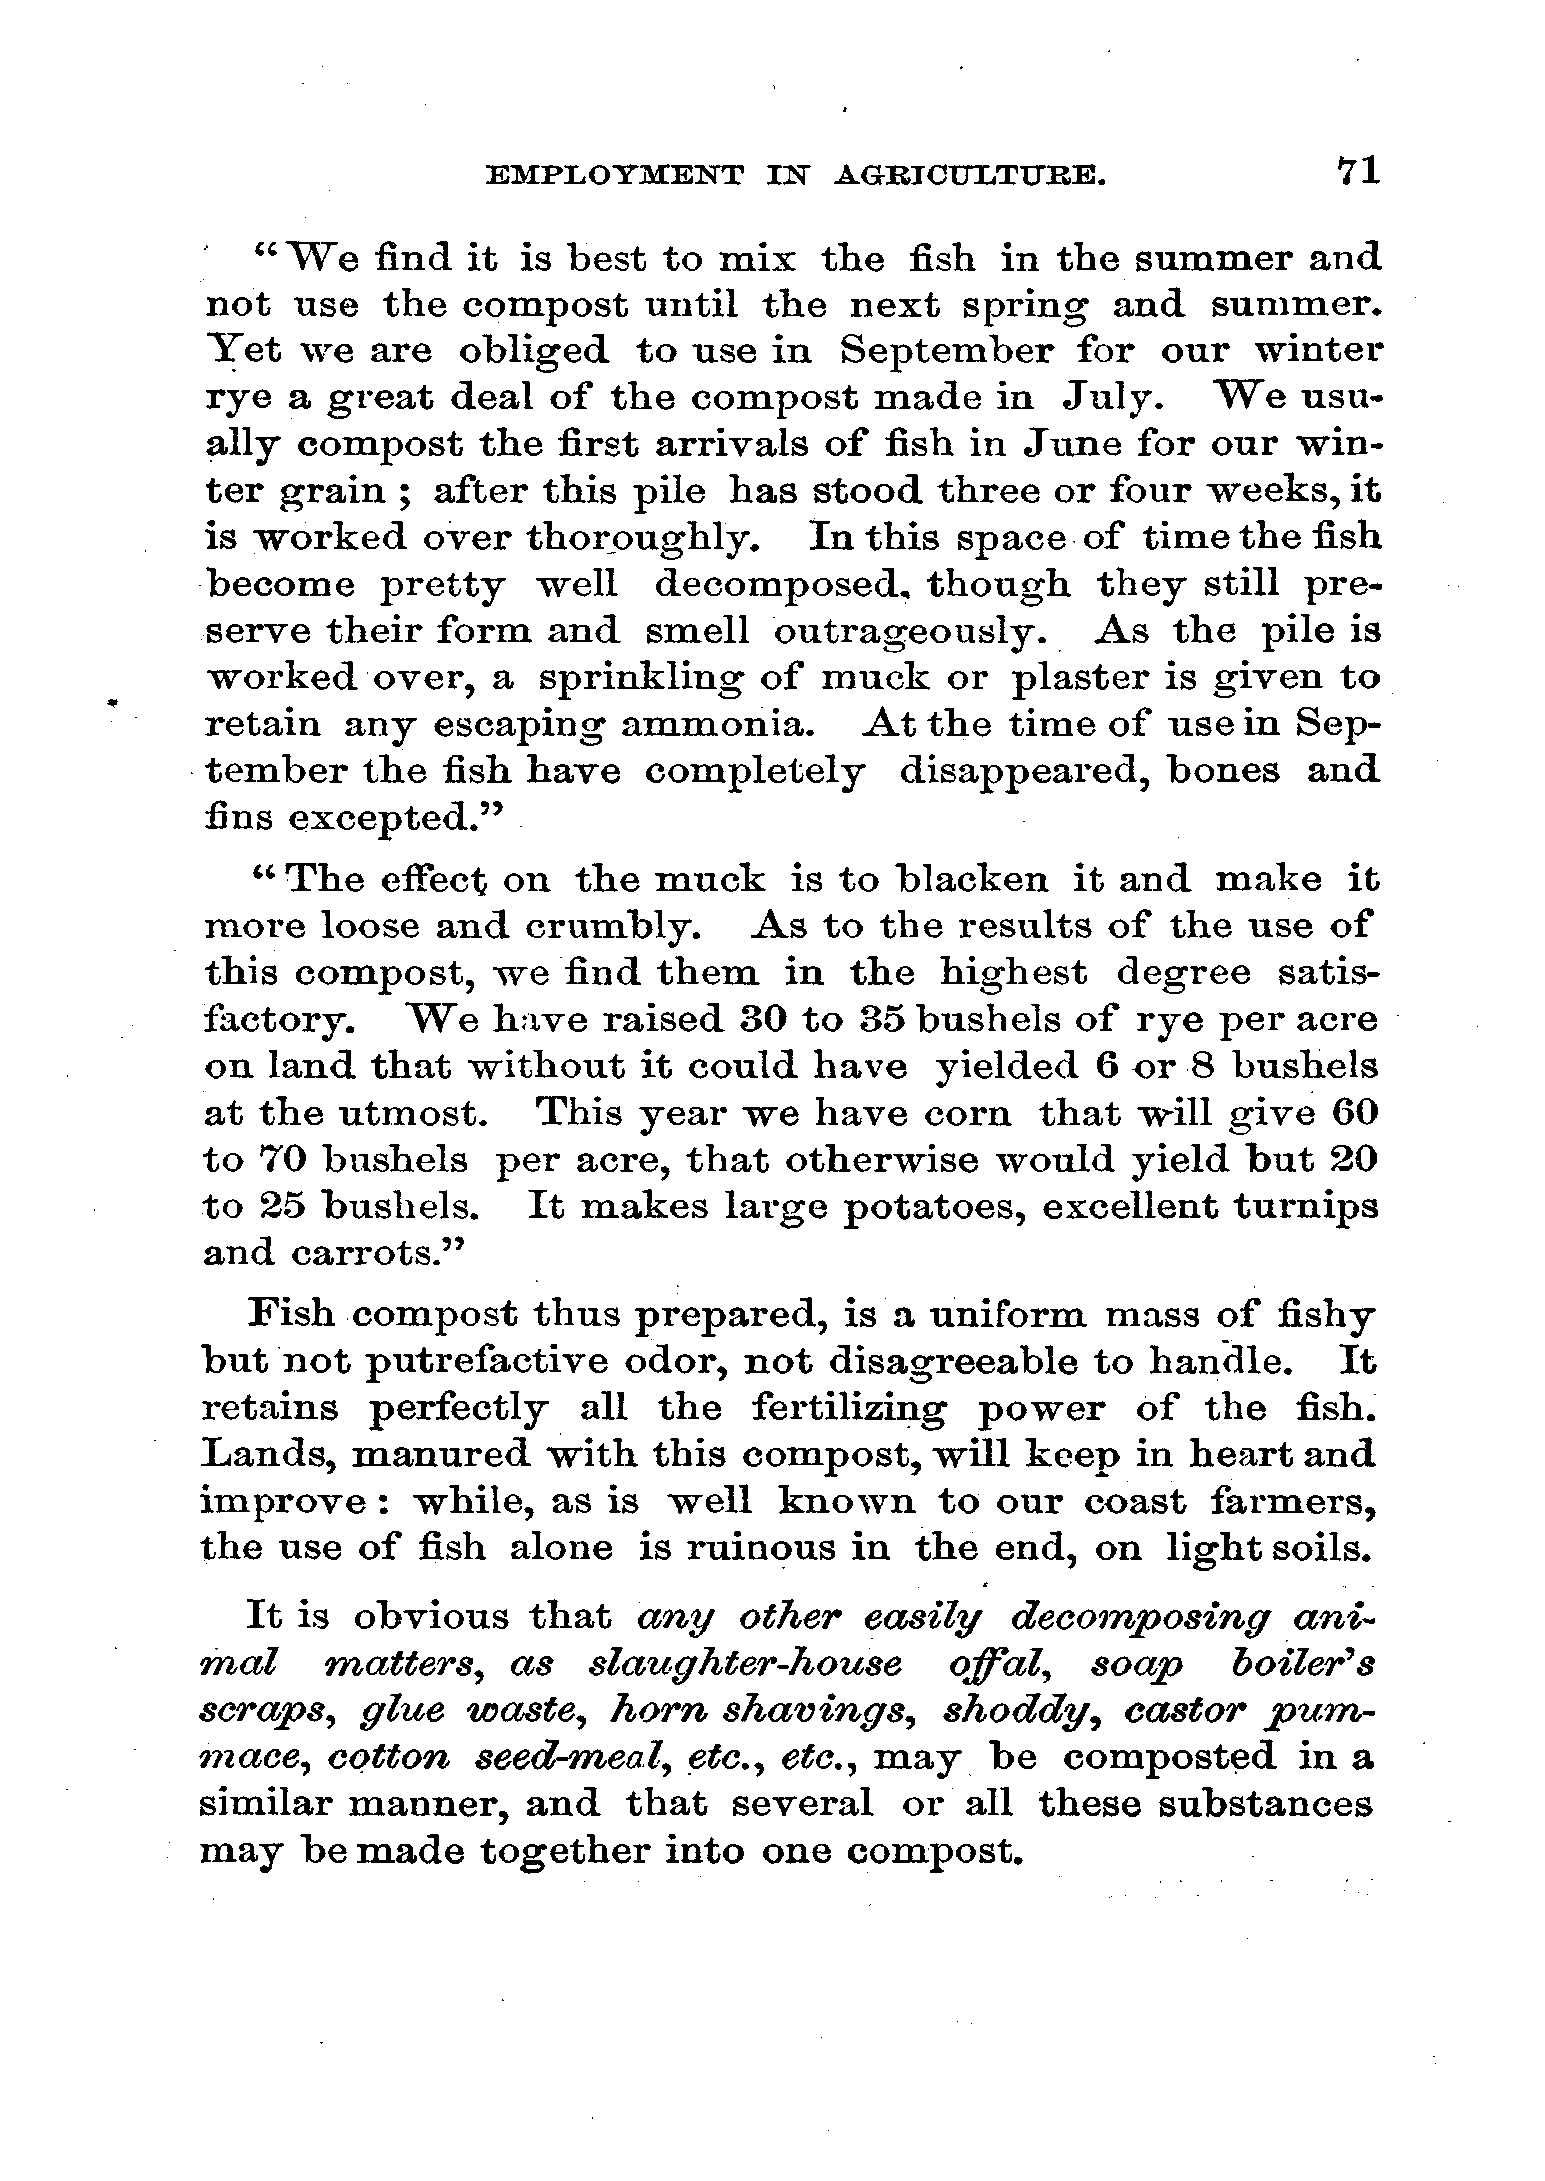 EMPLOYMENT IN AGRICULTURE. 71
“We find it is best to mix the fish in the summer and
not use the compost until the next spring and summer.
Yet we are obliged to use in September for our winter
rye a great deal of the compost made in July. We usu-
ally compost the first arrivals of fish in June for our win-
ter grain ; after this pile has stood three or four weeks, it
is worked over thoroughly. In this space of time the fish
become pretty well decomposed, though they still pre-
serve their form and smell outrageously. As the pile is
worked over, a sprinkling of muck or plaster is given to
retain any escaping ammonia. At the time of use in Sep-
tember the fish have completely disappeared, bones and
fins excepted.”
“The effect on the muck is to blacken it and make it
more loose and crumbly. As to the results of the use of
this compost, we find them in the highest degree satis-
factory. We have raised 30 to 35 bushels of rye per acre
on land that without it could have yielded 6 or 8 bushels
at the utmost. This year we have corn that will give 60
to 70 bushels per acre, that otherwise would yield but 20
to 25 bushels. It makes large potatoes, excellent turnips
and carrots.”
Fish compost thus prepared, is a uniform mass of fishy
but not putrefactive odor, not disagreeable to handle. It
retains perfectly all the fertilizing power of the fish.
Lands, manured with this compost, will keep in heart and
improve : while, as is well known to our coast farmers,
the use of fish alone is ruinous in the end, on light soils.
It is obvious that any other easily decomposing ani-
mal matters, as slaughter-house offal, soap boiler’s
scraps, glue waste, horn shavings, shoddy, castor pum-
mace, cotton seed-meal, etc., etc., may be composted in a
similar manner, and that several or all these substances
may be made together into one compost.